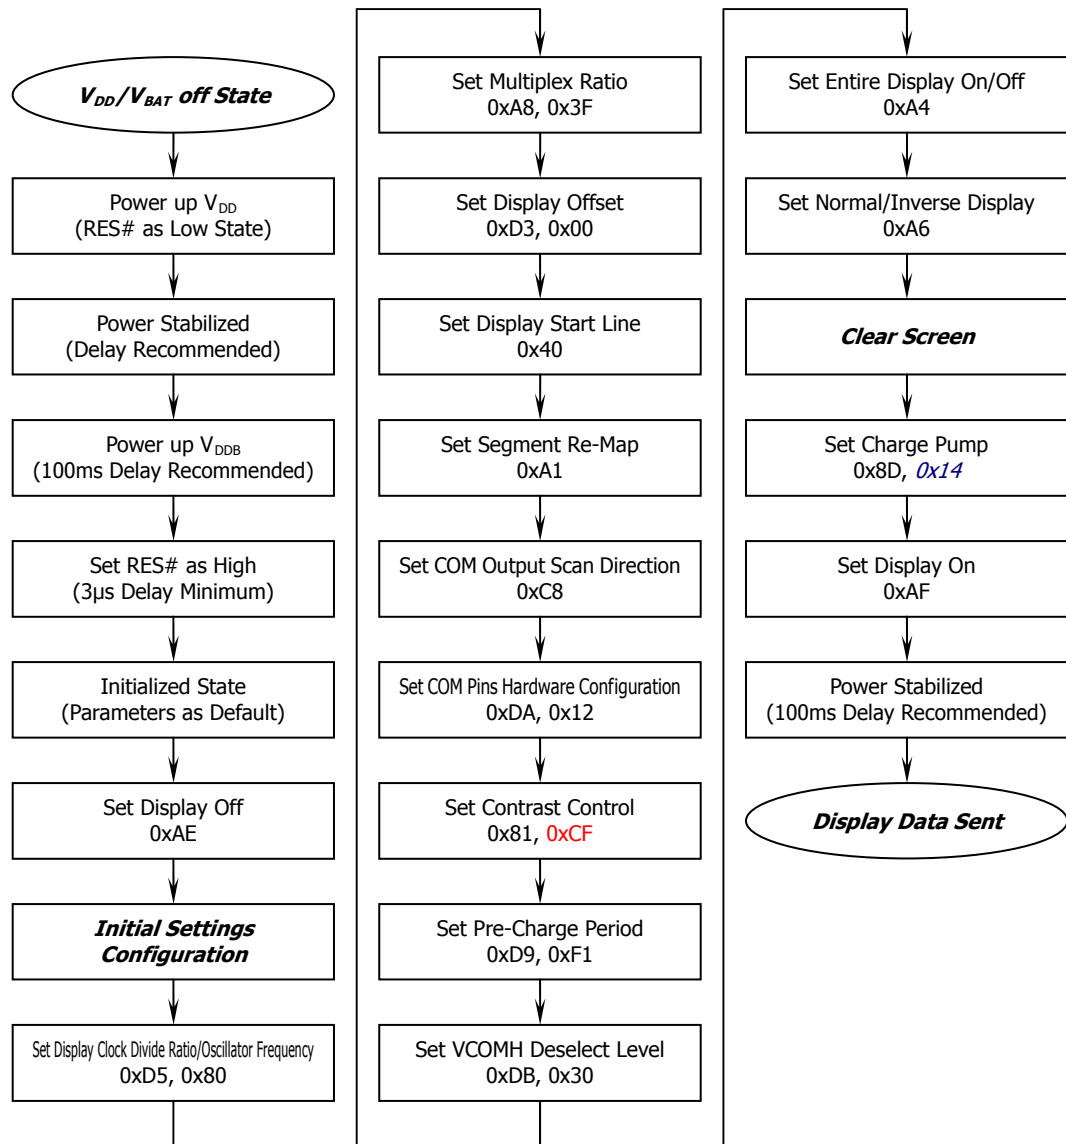 V_DD/V_BAT off State
Power up V_DD
(RES# as Low State)
Power Stabilized
(Delay Recommended)
Power up V_DDB
(100ms Delay Recommended)
Set RES# as High
(3μs Delay Minimum)
Initialized State
(Parameters as Default)
Set Display Off
0xAE
Initial Settings
Configuration
Set Display Clock Divide Ratio/Oscillator Frequency
0xD5, 0x80
Set Multiplex Ratio
0xA8, 0x3F
Set Display Offset
0xD3, 0x00
Set Display Start Line
0x40
Set Segment Re-Map
0xA1
Set COM Output Scan Direction
0xC8
Set COM Pins Hardware Configuration
0xDA, 0x12
Set Contrast Control
0x81, 0xCF
Set Pre-Charge Period
0xD9, 0xF1
Set VCOMH Deselect Level
0xDB, 0x30
Set Entire Display On/Off
0xA4
Set Normal/Inverse Display
0xA6
Clear Screen
Set Charge Pump
0x8D, 0x14
Set Display On
0xAF
Power Stabilized
(100ms Delay Recommended)
Display Data Sent